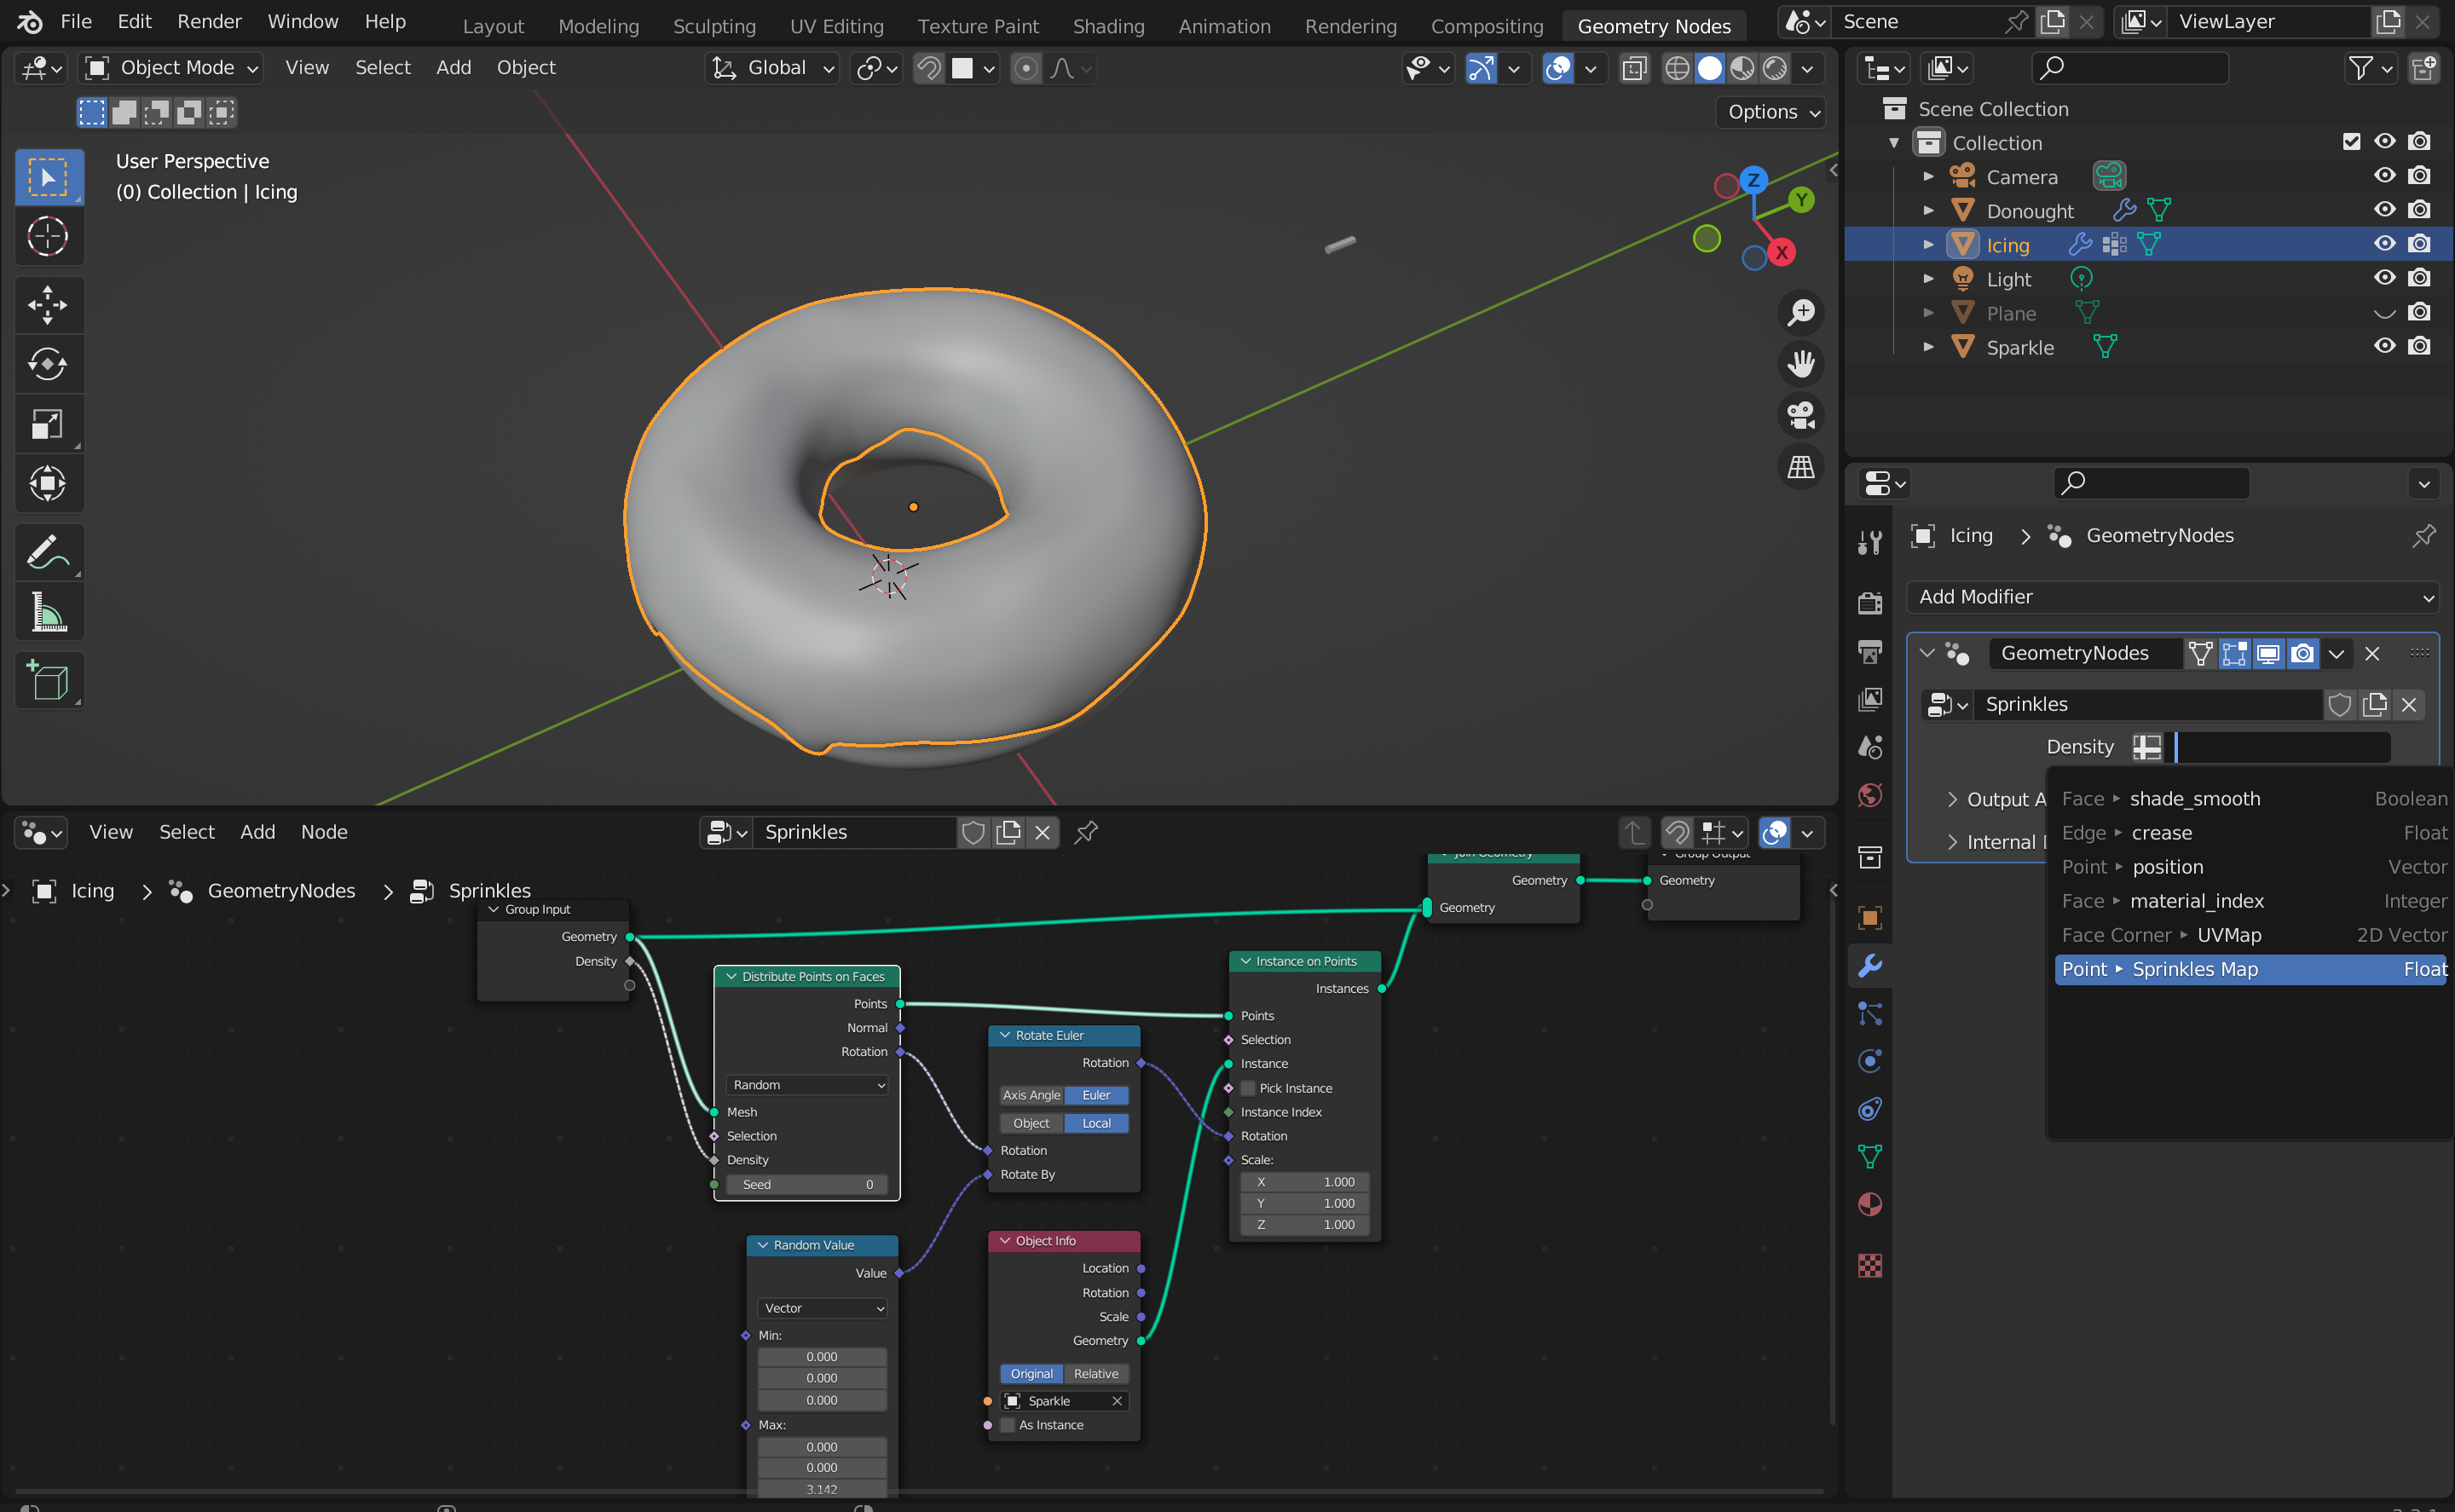 File Edit Render Window Help Layout Modeling Sculpting UV Editing Texture Paint Shading Animation Rendering Compositing Geometry Nodes Scene ViewLayer
Object Mode View Select Add Object Global
Options
User Perspective
(0) Collection | Icing
Z
Y
X
Scene Collection
Collection
Camera
Donought
Icing
Light
Plane
Sparkle
Icing > GeometryNodes
Add Modifier
GeometryNodes
Sprinkles
Density
Output A
Internal
Face ▸ shade_smooth Boolean
Edge ▸ crease Float
Point ▸ position Vector
Face ▸ material_index Integer
Face Corner ▸ UVMap 2D Vector
Point ▸ Sprinkles Map Float
View Select Add Node Sprinkles
Icing > GeometryNodes > Sprinkles
Group Input
Geometry
Density
Distribute Points on Faces
Points
Normal
Rotation
Random
Mesh
Selection
Density
Seed 0
Random Value
Value
Vector
Min:
0.000
0.000
0.000
Max:
0.000
0.000
3.142
Rotate Euler
Rotation
Axis Angle Euler
Object Local
Rotation
Rotate By
Object Info
Location
Rotation
Scale
Geometry
Original Relative
Sparkle
As Instance
Instance on Points
Instances
Points
Selection
Instance
Pick Instance
Instance Index
Rotation
Scale:
X 1.000
Y 1.000
Z 1.000
Join Geometry
Geometry
Geometry
Group Output
Geometry